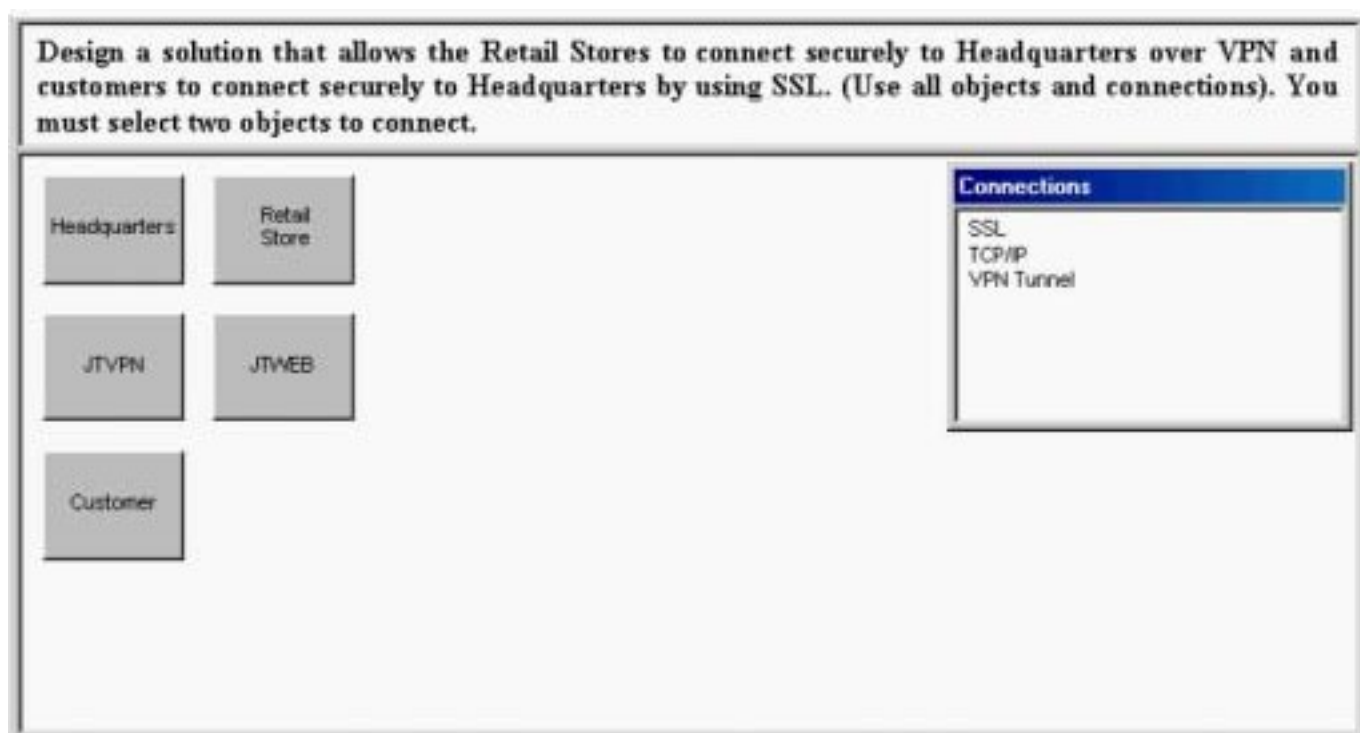 Design a solution that allows the Retail Stores to connect securely to Headquarters over VPN and
customers to connect securely to Headquarters by using SSL. (Use all objects and connections). You
must select two objects to connect.
Headquarters
Retail
Store
Connections
SSL
TCP/IP
VPN Tunnel
JTVPN
JTWEB
Customer